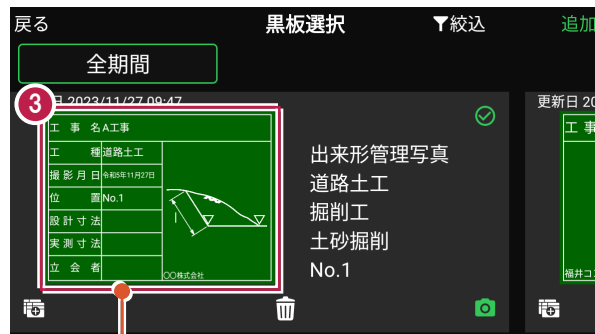 戻る
黒板選択
▼絞込
追加
全期間
3
日 2023/11/27 09:47
更新日 20
工事名 A工事
工種 道路土工
撮影月日 令和5年11月27日
位置 No.1
設計寸法
実測寸法
立会者
〇〇株式会社
出来形管理写真
道路土工
掘削工
土砂掘削
No.1
工事
福井コン